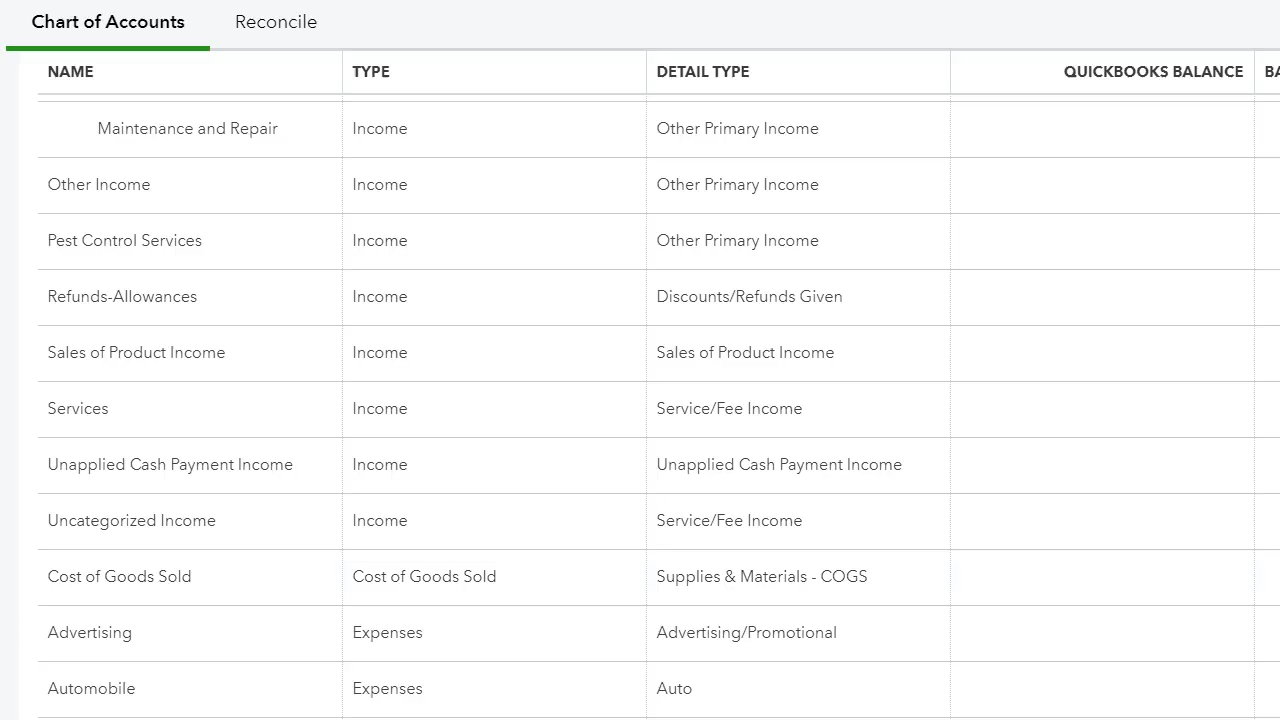 Chart of Accounts Reconcile
NAME TYPE DETAIL TYPE QUICKBOOKS BALANCE
Maintenance and Repair Income Other Primary Income
Other Income Income Other Primary Income
Pest Control Services Income Other Primary Income
Refunds-Allowances Income Discounts/Refunds Given
Sales of Product Income Income Sales of Product Income
Services Income Service/Fee Income
Unapplied Cash Payment Income Income Unapplied Cash Payment Income
Uncategorized Income Income Service/Fee Income
Cost of Goods Sold Cost of Goods Sold Supplies & Materials - COGS
Advertising Expenses Advertising/Promotional
Automobile Expenses Auto